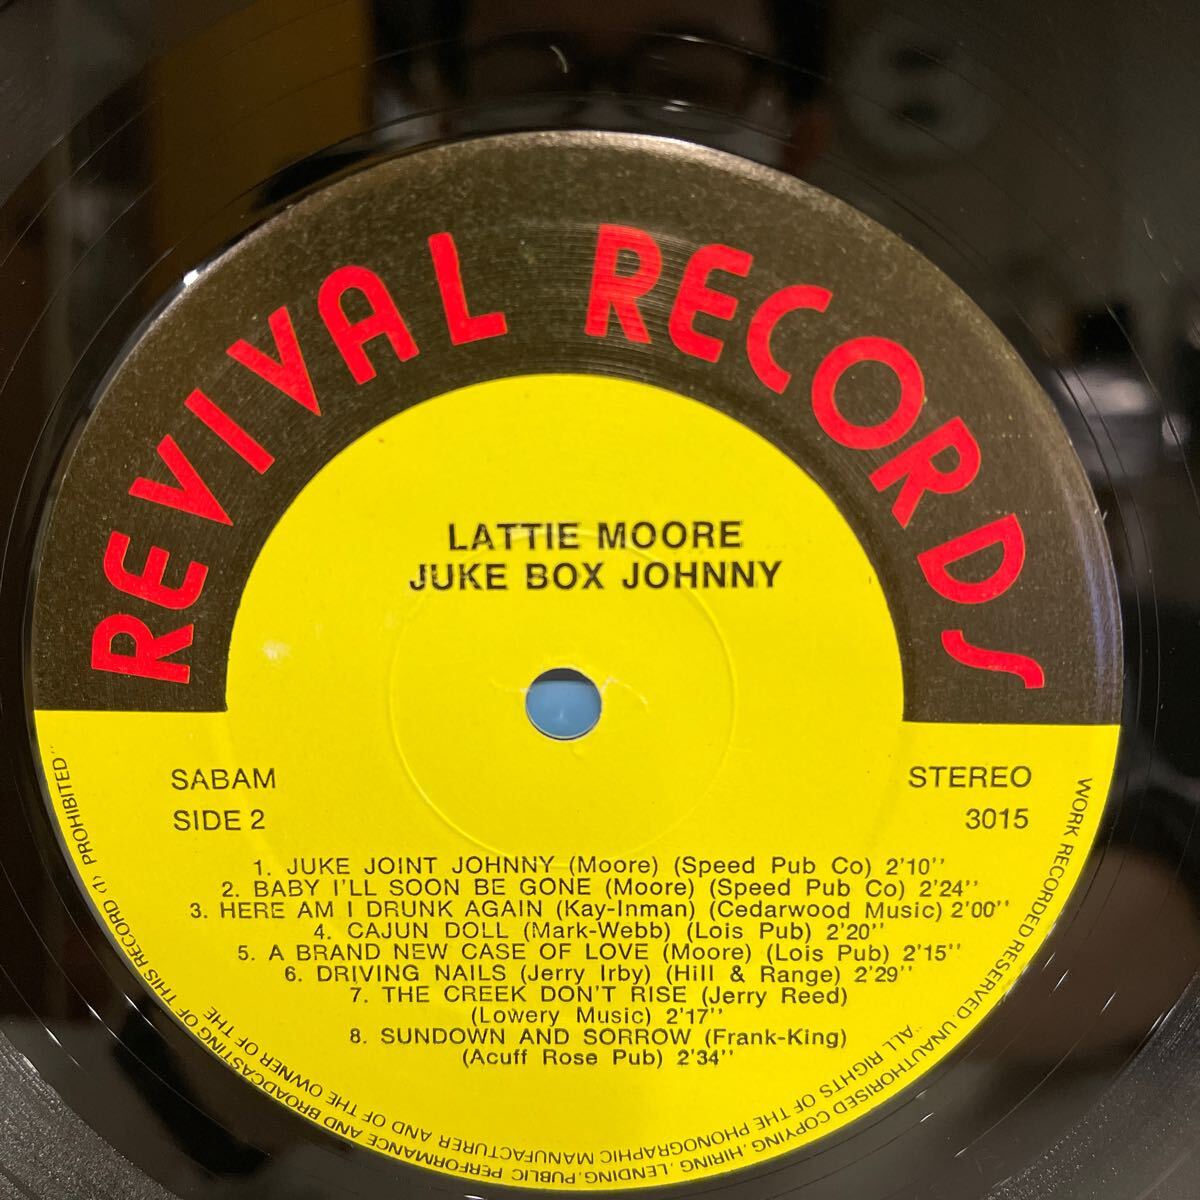 REVIVAL RECORDS
LATTIE MOORE
JUKE BOX JOHNNY
SABAM
SIDE 2
STEREO
3015
1. JUKE JOINT JOHNNY (Moore) (Speed Pub Co) 2'10''
2. BABY I'LL SOON BE GONE (Moore) (Speed Pub Co) 2'24''
3. HERE AM I DRUNK AGAIN (Kay-Inman) (Cedarwood Music) 2'00''
4. CAJUN DOLL (Mark-Webb) (Lois Pub) 2'20''
5. A BRAND NEW CASE OF LOVE (Moore) (Lois Pub) 2'15''
6. DRIVING NAILS (Jerry Irby) (Hill & Range) 2'29''
7. THE CREEK DON'T RISE (Jerry Reed)
(Lowery Music) 2'17''
8. SUNDOWN AND SORROW (Frank-King)
(Acuff Rose Pub) 2'34''
"ALL RIGHTS OF THE PHONOGRAPHIC MANUFACTURER AND OF THE OWNER OF THE
WORK RECORDED RESERVED UNAUTHORISED COPYING, HIRING, LENDING, PUBLIC PERFORMANCE AND BROADCASTING OF THIS RECORD (1) PROHIBITED"